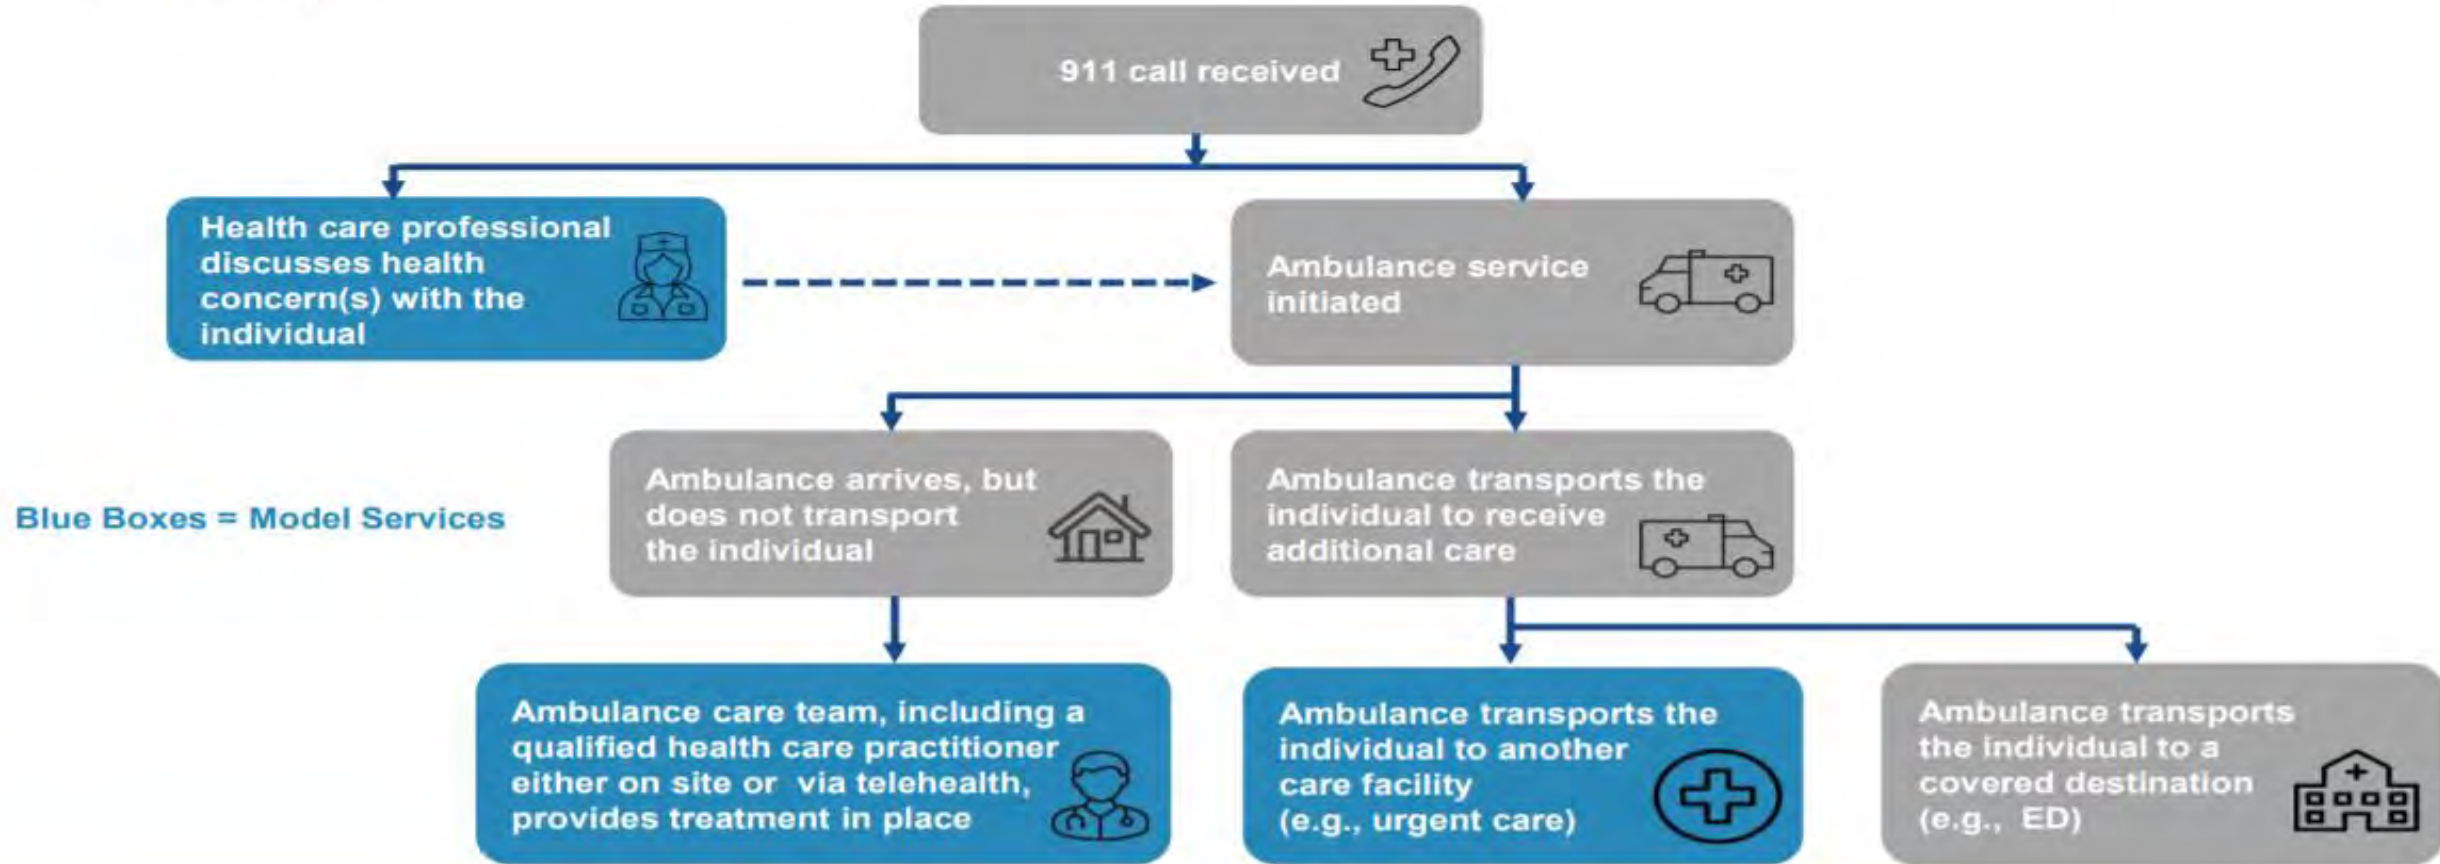 911 call received
Health care professional
discusses health
concern(s) with the
individual
Ambulance service
initiated
Blue Boxes = Model Services
Ambulance arrives, but
does not transport
the individual
Ambulance transports the
individual to receive
additional care
Ambulance care team, including a
qualified health care practitioner
either on site or via telehealth,
provides treatment in place
Ambulance transports the
individual to another
care facility
(e.g., urgent care)
Ambulance transports
the individual to a
covered destination
(e.g., ED)